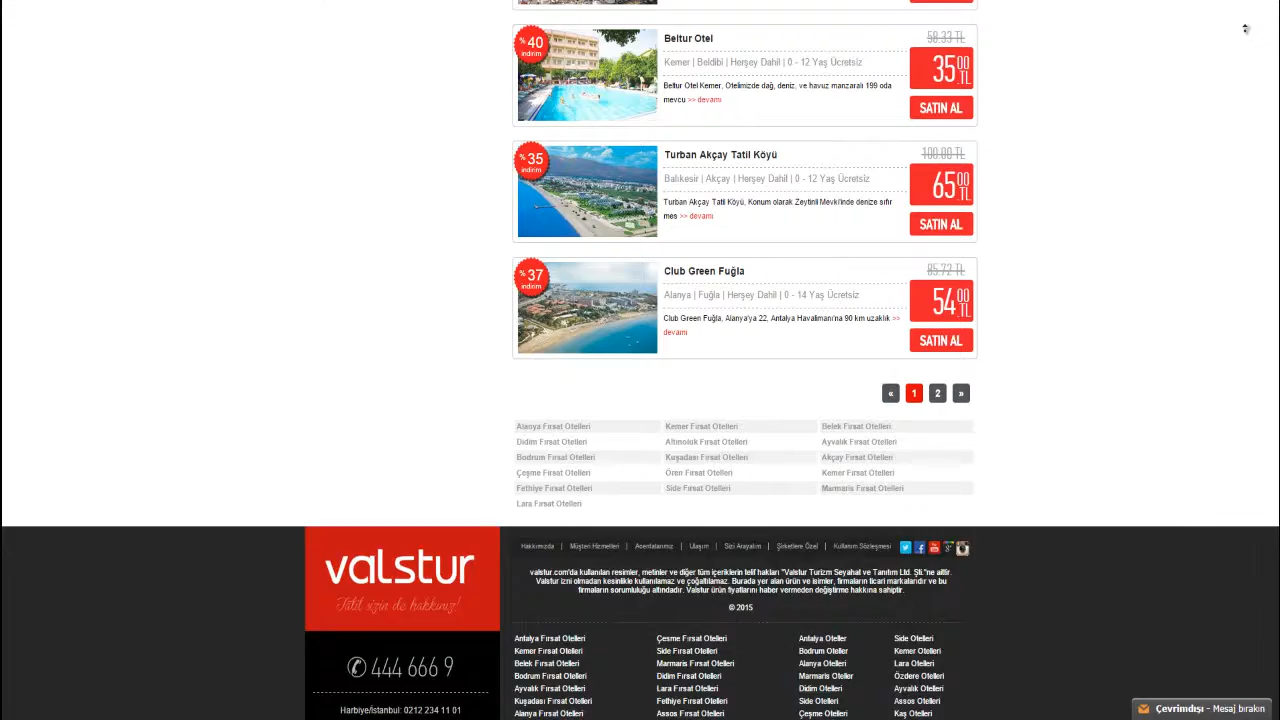 % 40
indirim
Beltur Otel
58.33 TL
Kemer | Beldibi | Herşey Dahil | 0 - 12 Yaş Ücretsiz
35.00 TL
Beltur Otel Kemer, Otelimizde dağ, deniz, ve havuz manzaralı 199 oda
mevcu >> devamı
SATIN AL
% 35
indirim
Turban Akçay Tatil Köyü
100.00 TL
Balıkesir | Akçay | Herşey Dahil | 0 - 12 Yaş Ücretsiz
65.00 TL
Turban Akçay Tatil Köyü, Konum olarak Zeytinli Mevki'inde denize sıfır
mes >> devamı
SATIN AL
% 37
indirim
Club Green Fuğla
85.72 TL
Alanya | Fuğla | Herşey Dahil | 0 - 14 Yaş Ücretsiz
54.00 TL
Club Green Fuğla, Alanya'ya 22, Antalya Havalimanı'na 90 km uzaklık >>
devamı
SATIN AL
« 1 2 »
Alanya Fırsat Otelleri Kemer Fırsat Otelleri Belek Fırsat Otelleri
Didim Fırsat Otelleri Altınoluk Fırsat Otelleri Ayvalık Fırsat Otelleri
Bodrum Fırsat Otelleri Kuşadası Fırsat Otelleri Akçay Fırsat Otelleri
Çeşme Fırsat Otelleri Ören Fırsat Otelleri Kemer Fırsat Otelleri
Fethiye Fırsat Otelleri Side Fırsat Otelleri Marmaris Fırsat Otelleri
Lara Fırsat Otelleri
valstur
Tatil sizin de hakkınız!
444 666 9
Harbiye/İstanbul: 0212 234 11 01
Hakkımızda | Müşteri Hizmetleri | Acentalarımız | Ulaşım | Sizi Arayalım | Şirketlere Özel | Kullanım Sözleşmesi
valstur.com'da kullanılan resimler, metinler ve diğer tüm içeriklerin telif hakları "Valstur Turizm Seyahat ve Tanıtım Ltd. Şti."ne aittir.
Valstur izni olmadan kesinlikle kullanılamaz ve çoğaltılamaz. Burada yer alan ürün ve isimler, firmaların ticari markalarıdır ve bu
firmaların sorumluluğu altındadır. Valstur ürün fiyatlarını haber vermeden değiştirme hakkına sahiptir.
© 2015
Antalya Fırsat Otelleri Çesme Fırsat Otelleri Antalya Oteller Side Otelleri
Kemer Fırsat Otelleri Side Fırsat Otelleri Bodrum Oteller Kemer Otelleri
Belek Fırsat Otelleri Marmaris Fırsat Otelleri Alanya Otelleri Lara Otelleri
Bodrum Fırsat Otelleri Didim Fırsat Otelleri Marmaris Oteller Özdere Otelleri
Ayvalık Fırsat Otelleri Lara Fırsat Otelleri Didim Otelleri Ayvalık Otelleri
Kuşadası Fırsat Otelleri Fethiye Fırsat Otelleri Side Otelleri Assos Otelleri
Alanya Fırsat Otelleri Assos Fırsat Otelleri Çeşme Otelleri Kaş Otelleri
Çevrimdışı - Mesaj bırakın